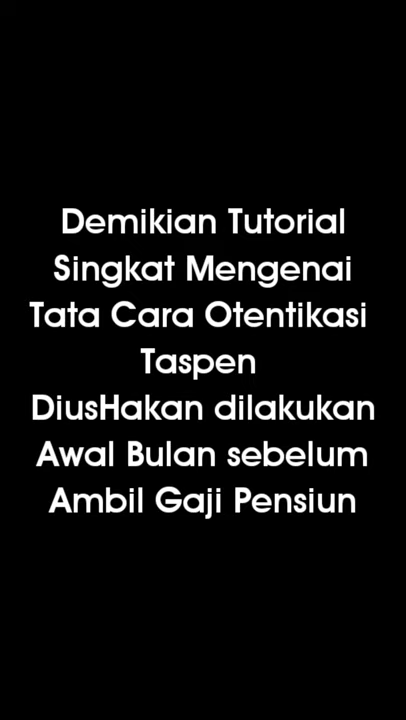 Demikian Tutorial
Singkat Mengenai
Tata Cara Otentikasi
Taspen
DiusHakan dilakukan
Awal Bulan sebelum
Ambil Gaji Pensiun